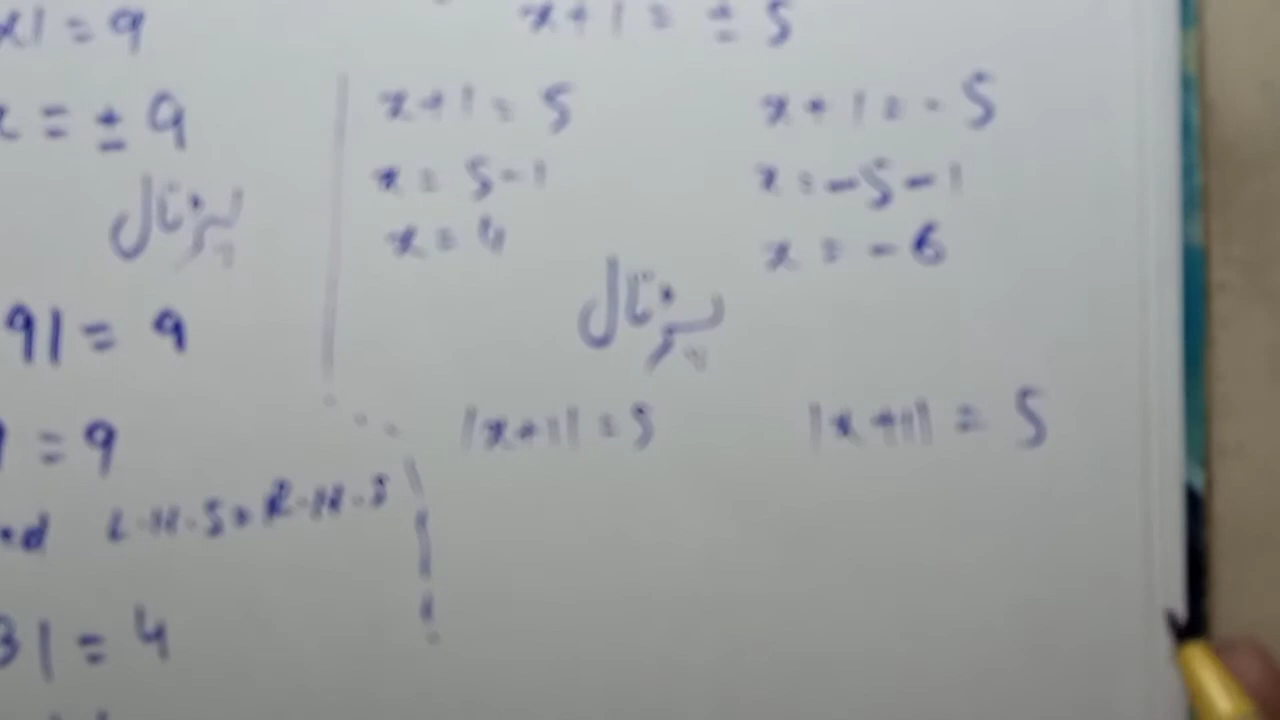 x| = 9
x = ± 9
پڑتال
9| = 9
| = 9
L.H.S = R.H.S
3| = 4
x + 1 = ± 5
x + 1 = 5
x + 1 = - 5
x = 5 - 1
x = - 5 - 1
x = 4
x = - 6
پڑتال
|x+1| = 5
|x+1| = 5